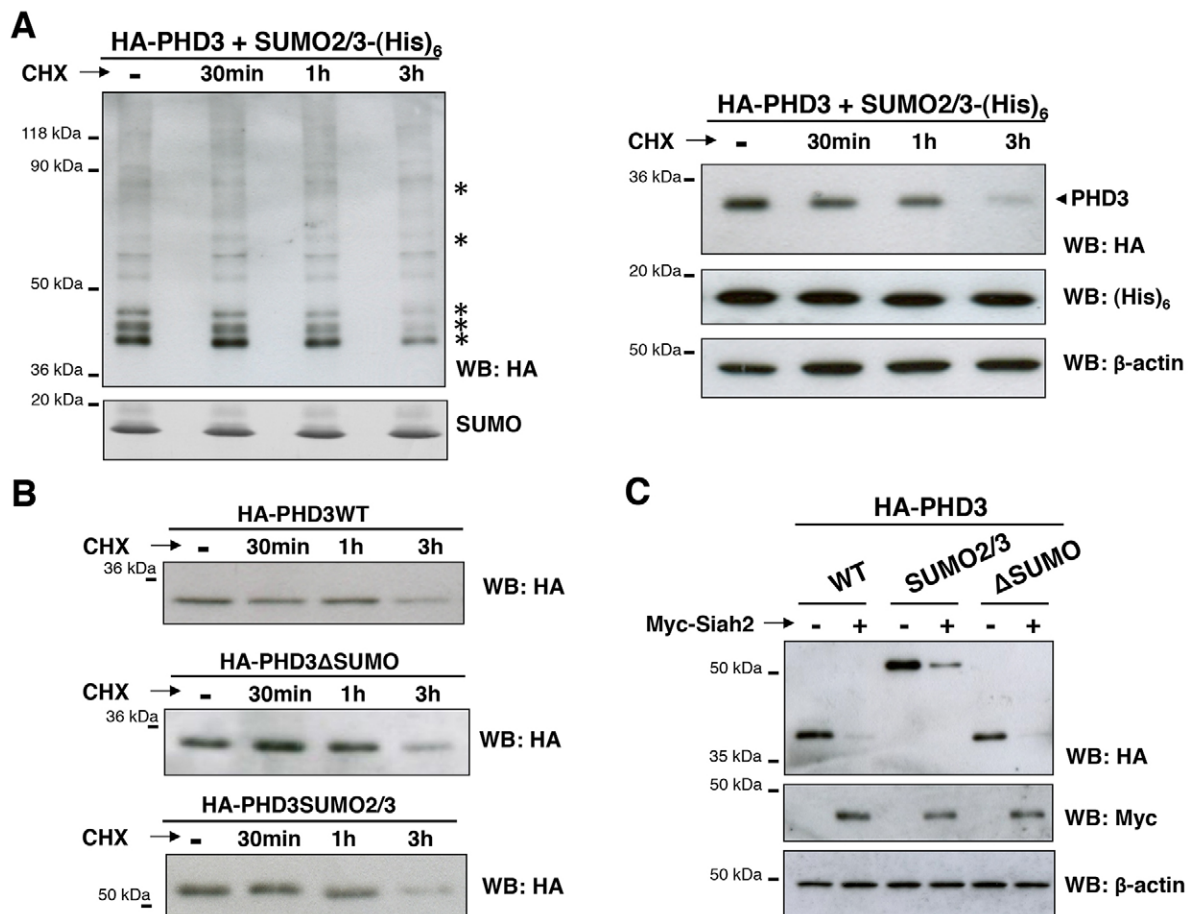 A
HA-PHD3 + SUMO2/3-(His)6
CHX → - 30min 1h 3h
118 kDa
90 kDa
*
*
50 kDa
*
*
*
36 kDa
WB: HA
20 kDa
SUMO
HA-PHD3 + SUMO2/3-(His)6
CHX → - 30min 1h 3h
36 kDa
◄ PHD3
WB: HA
20 kDa
WB: (His)6
50 kDa
WB: β-actin
B
HA-PHD3WT
CHX → - 30min 1h 3h
36 kDa
WB: HA
HA-PHD3ΔSUMO
CHX → - 30min 1h 3h
36 kDa
WB: HA
HA-PHD3SUMO2/3
CHX → - 30min 1h 3h
50 kDa
WB: HA
C
HA-PHD3
WT SUMO2/3 ΔSUMO
Myc-Siah2 → - + - + - +
50 kDa
35 kDa
WB: HA
50 kDa
WB: Myc
50 kDa
WB: β-actin